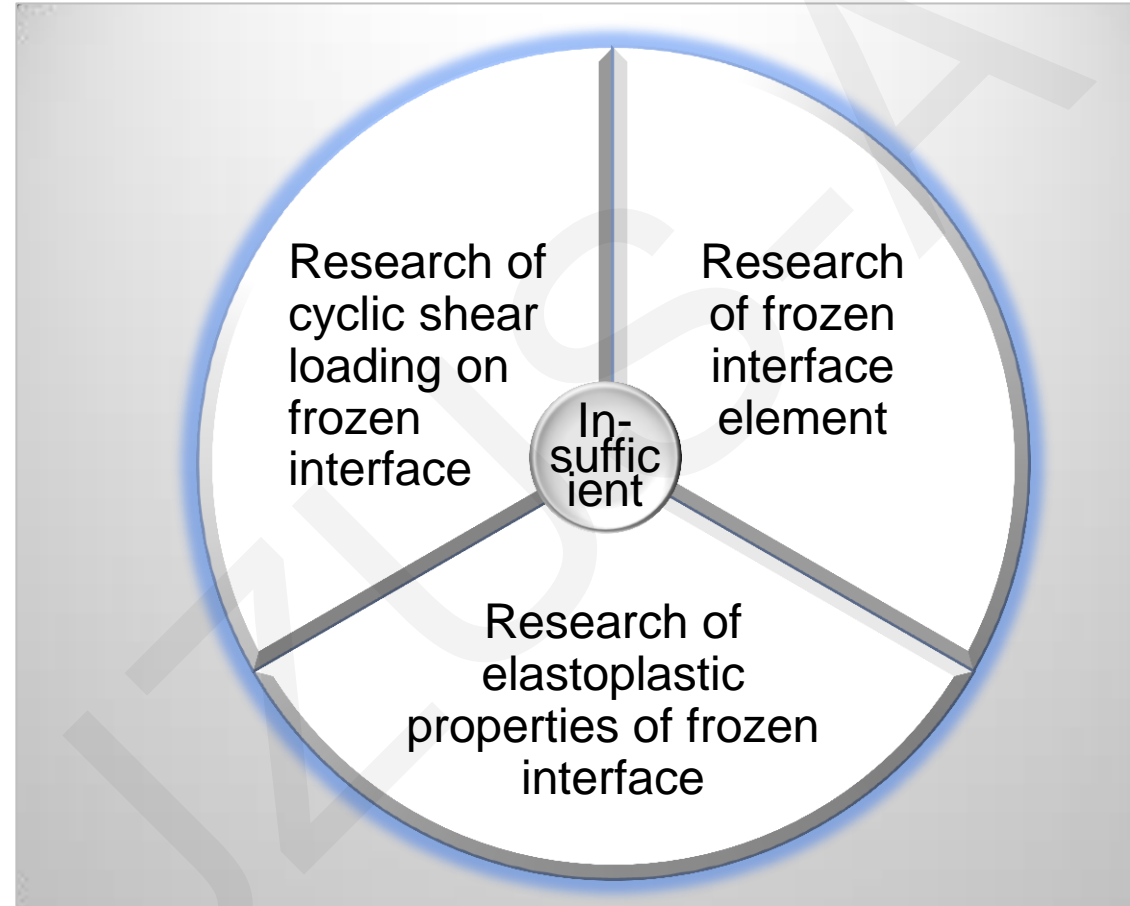 Research of
cyclic shear
loading on
frozen
interface
Research
of frozen
interface
element
In-
suffic
ient
Research of
elastoplastic
properties of frozen
interface
JZUS-A